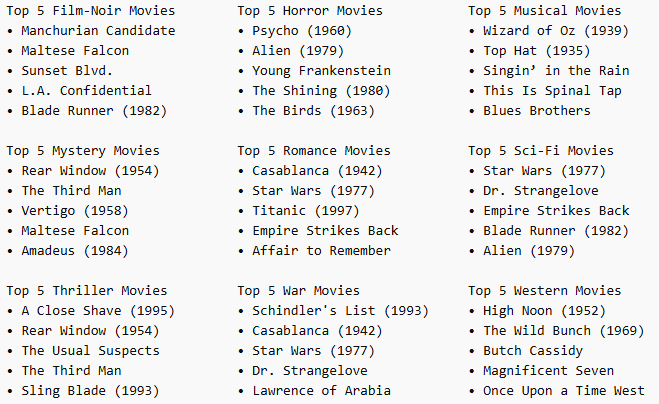 Top 5 Film-Noir Movies
• Manchurian Candidate
• Maltese Falcon
• Sunset Blvd.
• L.A. Confidential
• Blade Runner (1982)
Top 5 Horror Movies
• Psycho (1960)
• Alien (1979)
• Young Frankenstein
• The Shining (1980)
• The Birds (1963)
Top 5 Musical Movies
• Wizard of Oz (1939)
• Top Hat (1935)
• Singin’ in the Rain
• This Is Spinal Tap
• Blues Brothers
Top 5 Mystery Movies
• Rear Window (1954)
• The Third Man
• Vertigo (1958)
• Maltese Falcon
• Amadeus (1984)
Top 5 Romance Movies
• Casablanca (1942)
• Star Wars (1977)
• Titanic (1997)
• Empire Strikes Back
• Affair to Remember
Top 5 Sci-Fi Movies
• Star Wars (1977)
• Dr. Strangelove
• Empire Strikes Back
• Blade Runner (1982)
• Alien (1979)
Top 5 Thriller Movies
• A Close Shave (1995)
• Rear Window (1954)
• The Usual Suspects
• The Third Man
• Sling Blade (1993)
Top 5 War Movies
• Schindler's List (1993)
• Casablanca (1942)
• Star Wars (1977)
• Dr. Strangelove
• Lawrence of Arabia
Top 5 Western Movies
• High Noon (1952)
• The Wild Bunch (1969)
• Butch Cassidy
• Magnificent Seven
• Once Upon a Time West